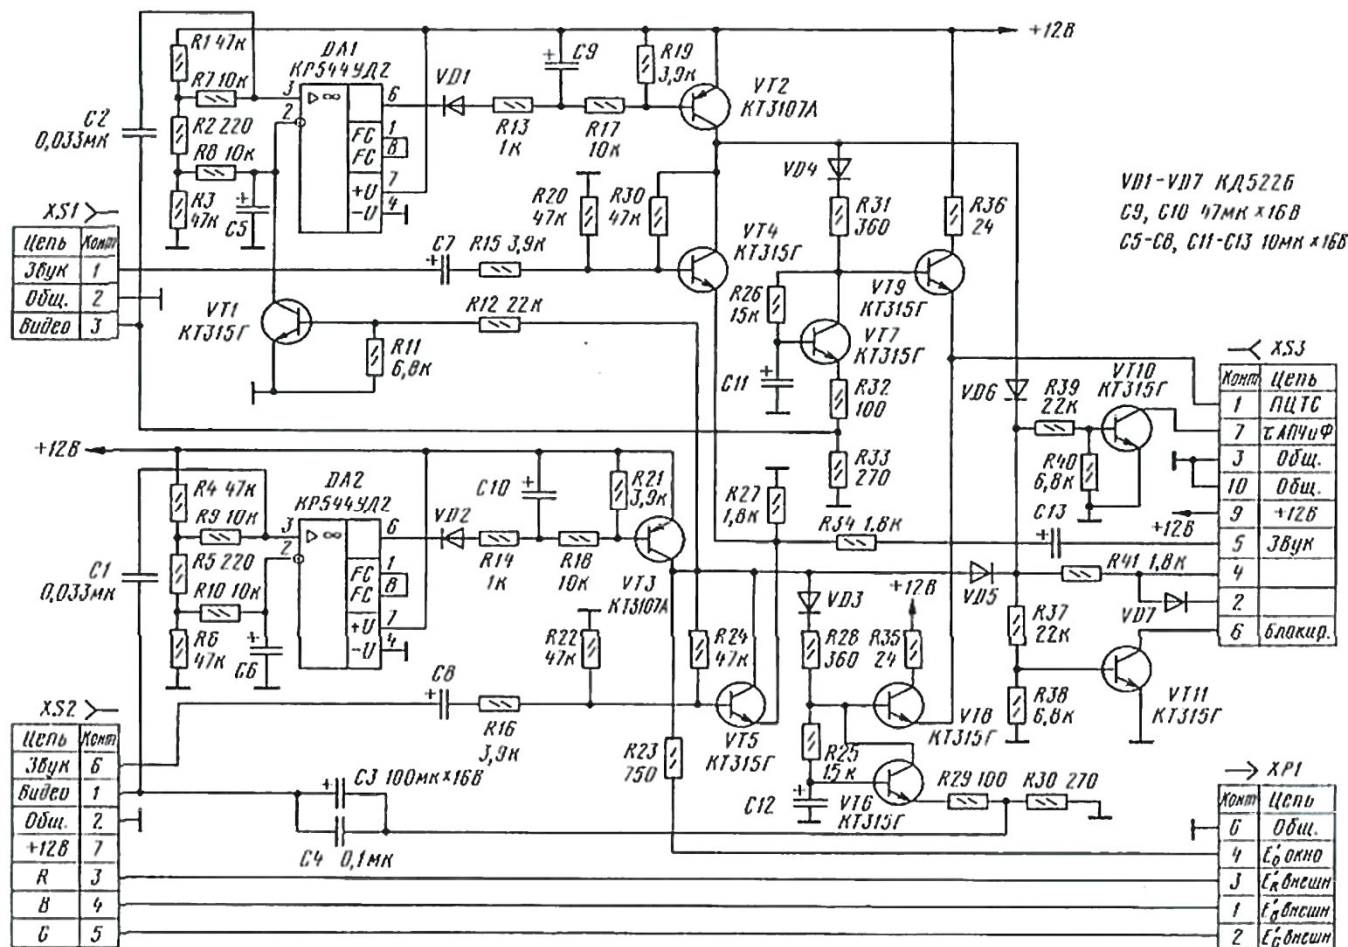 +12В
R1 47к
DA1
КР544УД2
R7 10к
3
2
▷ ∞
6
FC 1
FC 8
+U 7
-U 4
VD1
C9
R19
3,9к
VT2
КТ3107А
C2
0,033мк
R2 220
R8 10к
R3
47к
C5
R13
1к
R17
10к
R20
47к
R30
47к
VT4
КТ315Г
VD4
R31
360
R36
24
VT9
КТ315Г
VD1-VD7 КД522Б
C9, C10 47мк×16В
C5-C8, C11-C13 10мк×16В
XS1
Цепь Конт
Звук 1
Общ. 2
Видео 3
C7
R15 3,9к
VT1
КТ315Г
R12 22к
R11
6,8к
R26
15к
VT7
КТ315Г
C11
R32
100
R33
270
VD6
R39
22к
VT10
КТ315Г
R40
6,8к
XS3
Конт Цепь
1 ПЦТС
7 τ АПЧиФ
3 Общ.
10 Общ.
9 +12В
5 Звук
4
2
6 Блокир.
+12В
+12В
R4 47к
DA2
КР544УД2
R9 10к
3
2
▷ ∞
6
FC 1
FC 8
+U 7
-U 4
VD2
C10
R21
3,9к
R14
1к
R18
10к
VT3
КТ3107А
R27
1,8к
R34 1,8к
C13
C1
0,033мк
R5 220
R10 10к
R6
47к
C6
R22
47к
R24
47к
VD3
+12В
R28
360
R35
24
VD5
R41 1,8к
VD7
R37
22к
R38
6,8к
VT11
КТ315Г
C8
R16
3,9к
VT5
КТ315Г
VT8
КТ315Г
R23
750
R25
15к
C12
VT6
КТ315Г
R29 100
R30 270
XS2
Цепь Конт
Звук 6
Видео 1
Общ. 2
+12В 7
R 3
B 4
G 5
C3 100мк×16В
C4 0,1мк
XP1
Конт Цепь
6 Общ.
4 окно
3 E'R внешн
1 E'B внешн
2 E'G внешн